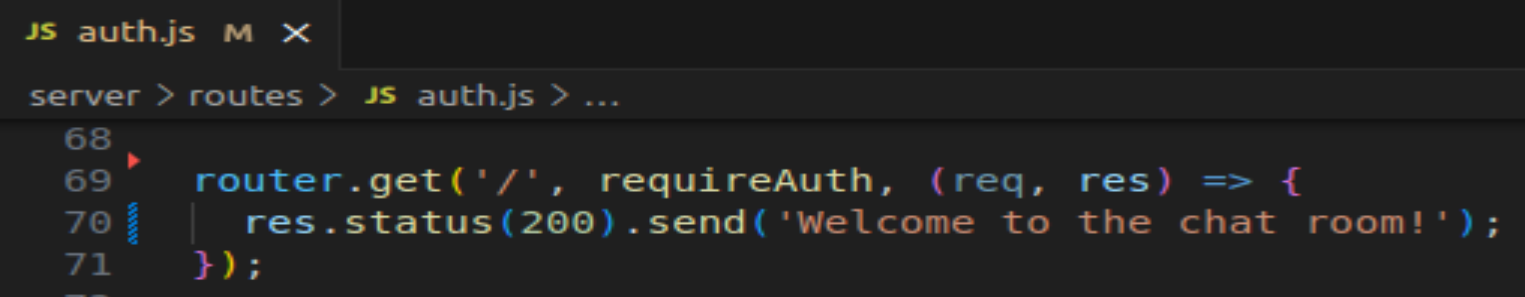 JS auth.js M ×
server > routes > JS auth.js > ...
68
69 router.get('/', requireAuth, (req, res) => {
70 res.status(200).send('Welcome to the chat room!');
71 });